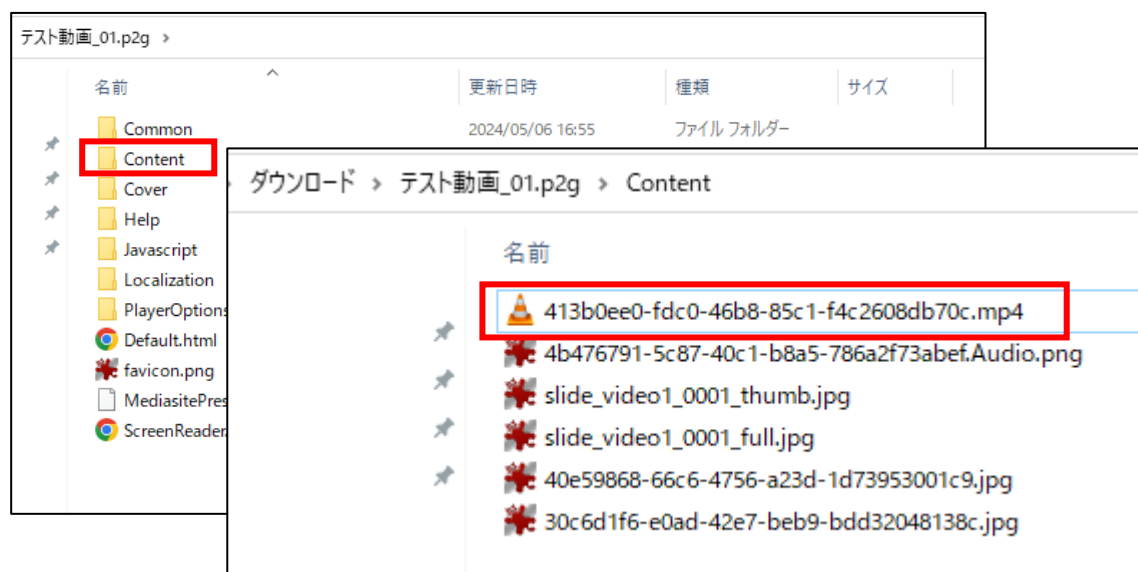 テスト動画_01.p2g >
名前 更新日時 種類 サイズ
Common 2024/05/06 16:55 ファイル フォルダー
Content
Cover
Help
Javascript
Localization
PlayerOptions
Default.html
favicon.png
MediasitePres
ScreenReader
ダウンロード > テスト動画_01.p2g > Content
名前
413b0ee0-fdc0-46b8-85c1-f4c2608db70c.mp4
4b476791-5c87-40c1-b8a5-786a2f73abef.Audio.png
slide_video1_0001_thumb.jpg
slide_video1_0001_full.jpg
40e59868-66c6-4756-a23d-1d73953001c9.jpg
30c6d1f6-e0ad-42e7-beb9-bdd32048138c.jpg